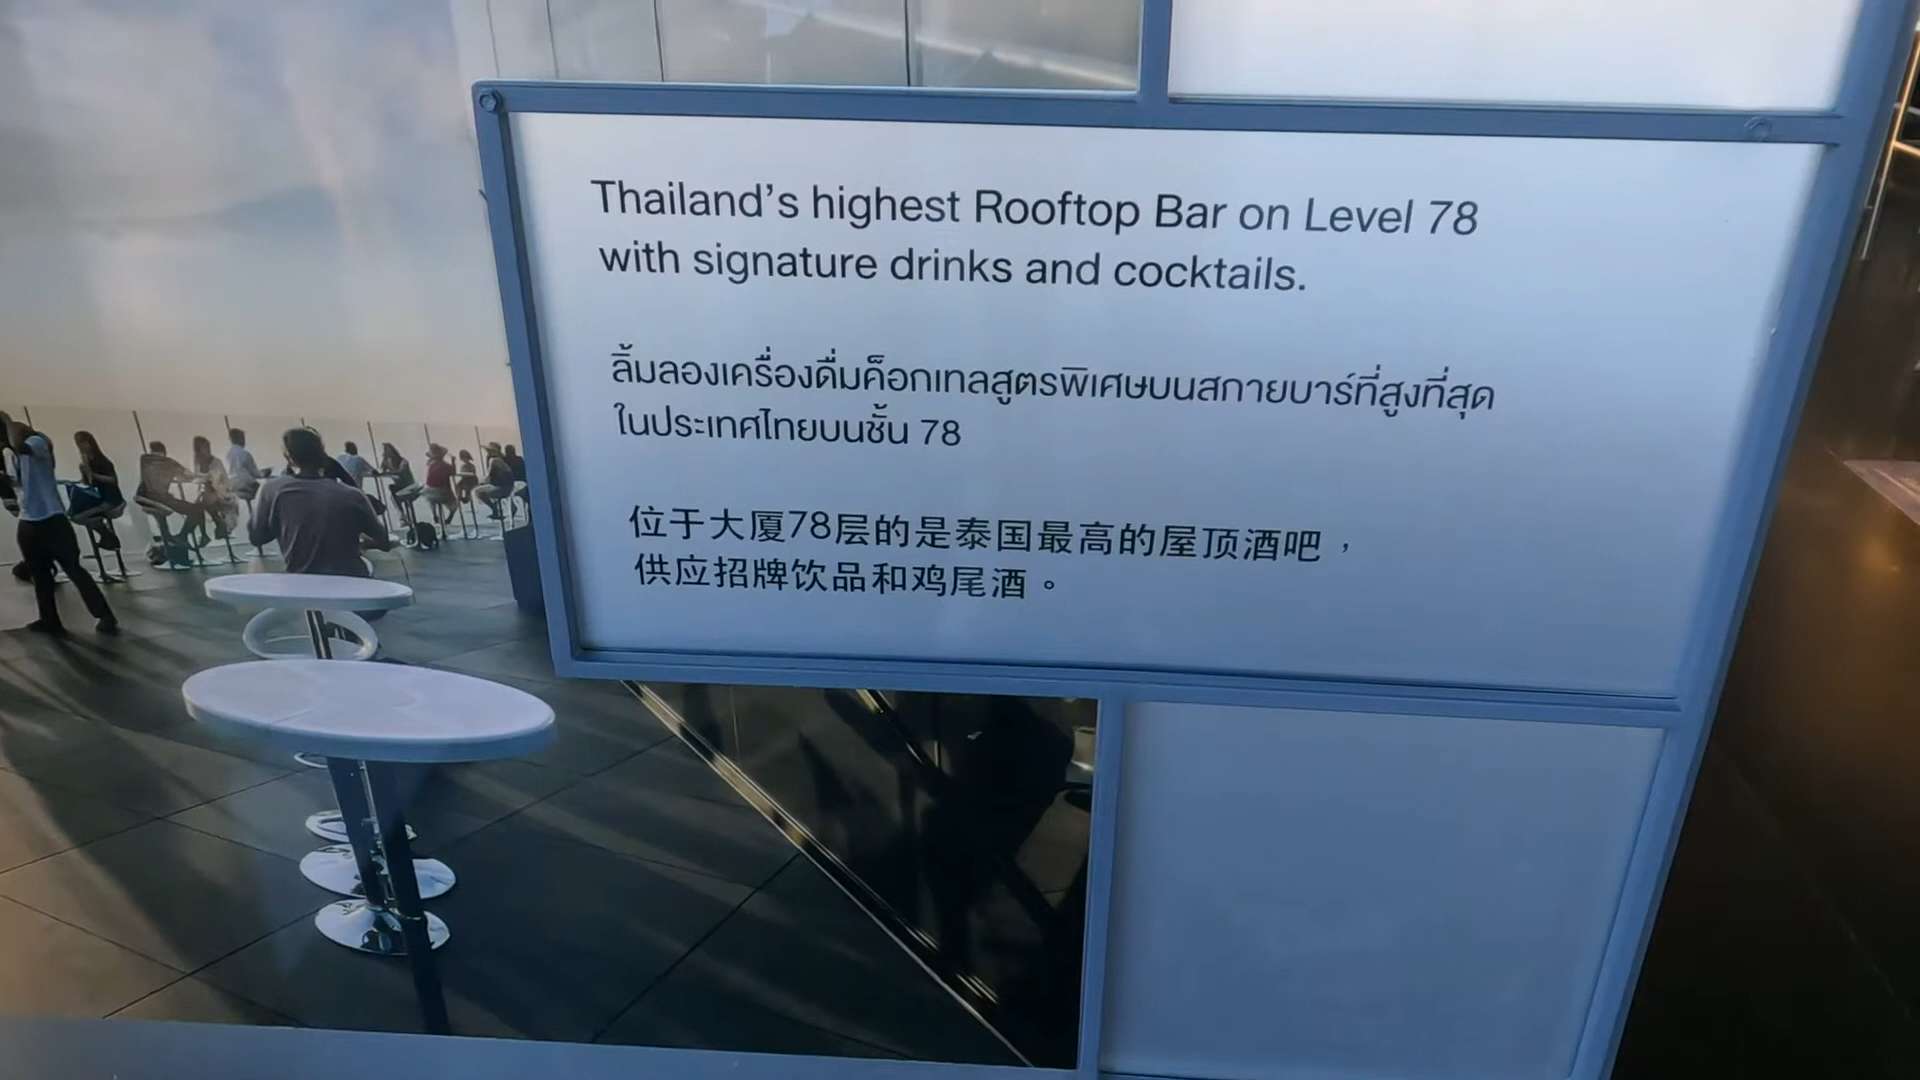 Thailand's highest Rooftop Bar on Level 78
with signature drinks and cocktails.
ลิ้มลองเครื่องดื่มค็อกเทลสูตรพิเศษบนสกายบาร์ที่สูงที่สุด
ในประเทศไทยบนชั้น 78
位于大厦78层的是泰国最高的屋顶酒吧，
供应招牌饮品和鸡尾酒。